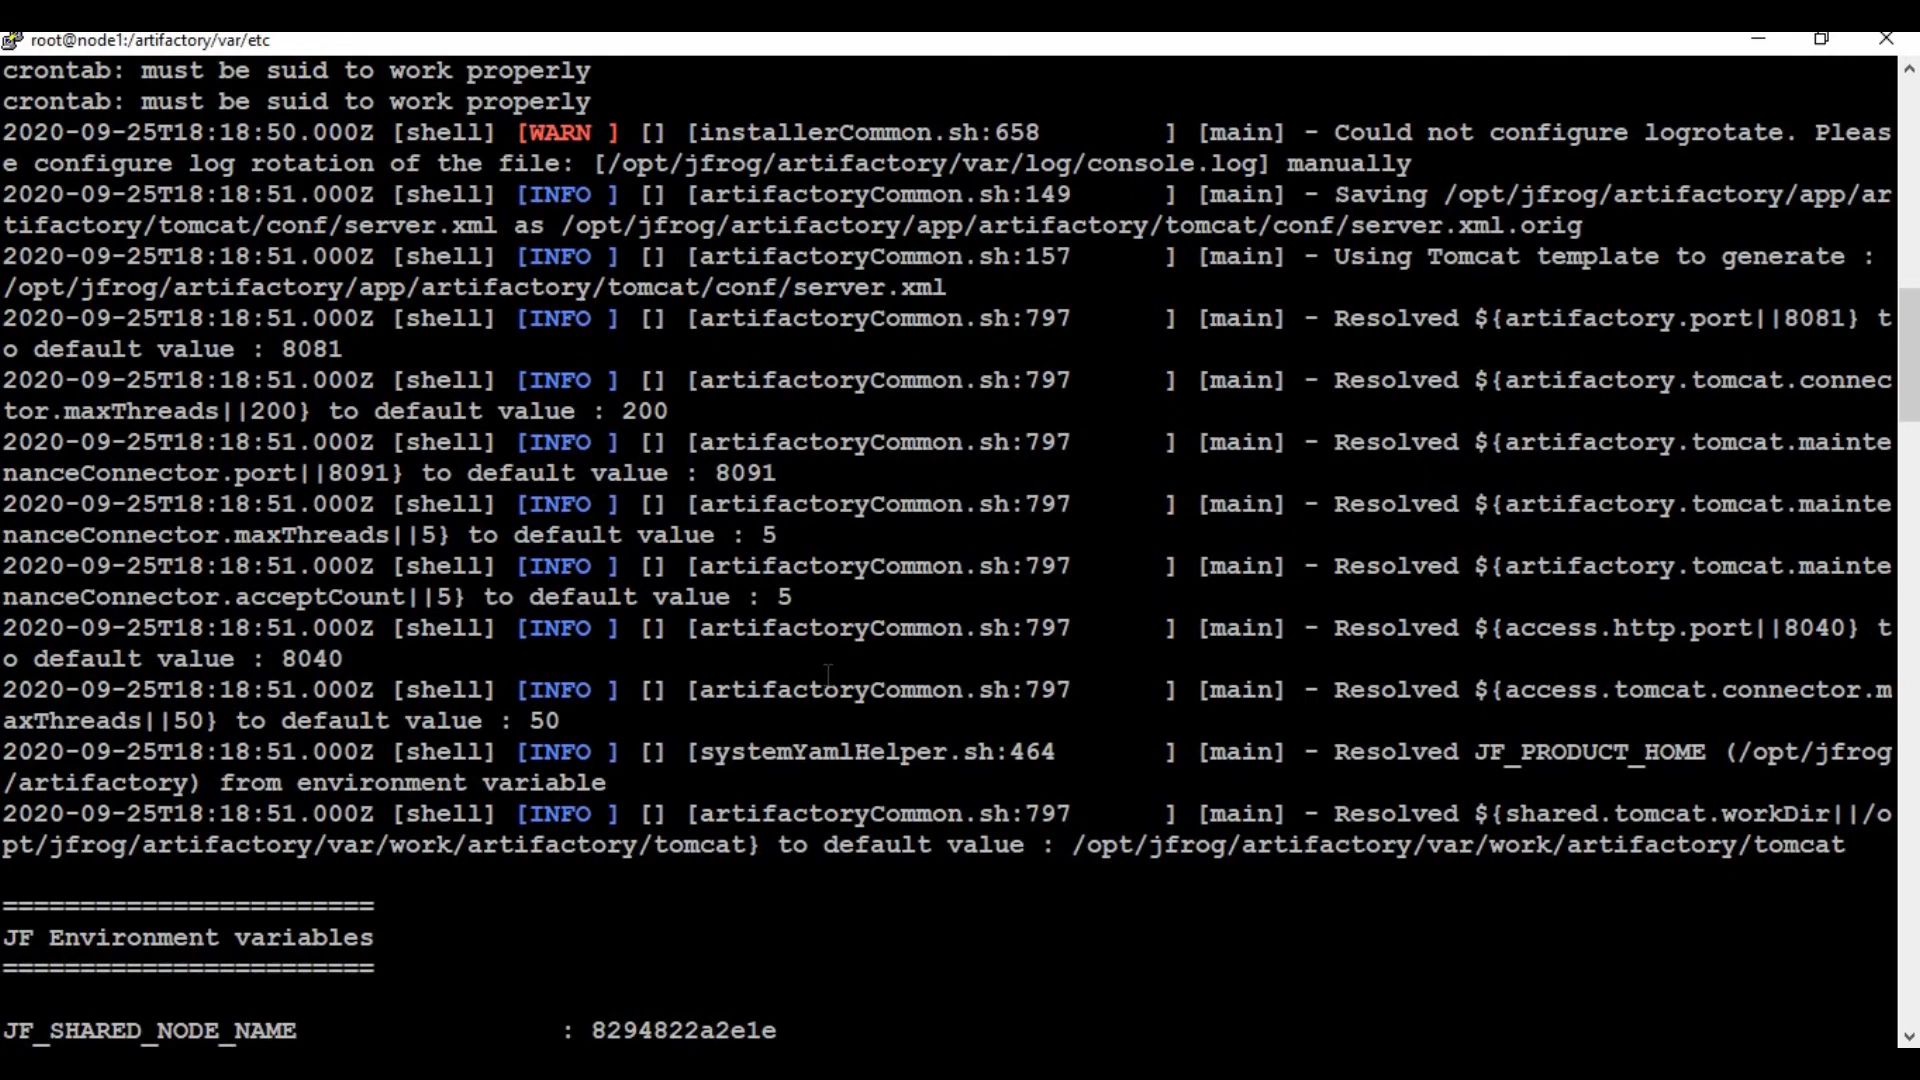 root@node1:/artifactory/var/etc
crontab: must be suid to work properly
crontab: must be suid to work properly
2020-09-25T18:18:50.000Z [shell] [WARN ] [] [installerCommon.sh:658        ] [main] - Could not configure logrotate. Pleas
e configure log rotation of the file: [/opt/jfrog/artifactory/var/log/console.log] manually
2020-09-25T18:18:51.000Z [shell] [INFO ] [] [artifactoryCommon.sh:149      ] [main] - Saving /opt/jfrog/artifactory/app/ar
tifactory/tomcat/conf/server.xml as /opt/jfrog/artifactory/app/artifactory/tomcat/conf/server.xml.orig
2020-09-25T18:18:51.000Z [shell] [INFO ] [] [artifactoryCommon.sh:157      ] [main] - Using Tomcat template to generate :
/opt/jfrog/artifactory/app/artifactory/tomcat/conf/server.xml
2020-09-25T18:18:51.000Z [shell] [INFO ] [] [artifactoryCommon.sh:797      ] [main] - Resolved ${artifactory.port||8081} t
o default value : 8081
2020-09-25T18:18:51.000Z [shell] [INFO ] [] [artifactoryCommon.sh:797      ] [main] - Resolved ${artifactory.tomcat.connec
tor.maxThreads||200} to default value : 200
2020-09-25T18:18:51.000Z [shell] [INFO ] [] [artifactoryCommon.sh:797      ] [main] - Resolved ${artifactory.tomcat.mainte
nanceConnector.port||8091} to default value : 8091
2020-09-25T18:18:51.000Z [shell] [INFO ] [] [artifactoryCommon.sh:797      ] [main] - Resolved ${artifactory.tomcat.mainte
nanceConnector.maxThreads||5} to default value : 5
2020-09-25T18:18:51.000Z [shell] [INFO ] [] [artifactoryCommon.sh:797      ] [main] - Resolved ${artifactory.tomcat.mainte
nanceConnector.acceptCount||5} to default value : 5
2020-09-25T18:18:51.000Z [shell] [INFO ] [] [artifactoryCommon.sh:797      ] [main] - Resolved ${access.http.port||8040} t
o default value : 8040
2020-09-25T18:18:51.000Z [shell] [INFO ] [] [artifactoryCommon.sh:797      ] [main] - Resolved ${access.tomcat.connector.m
axThreads||50} to default value : 50
2020-09-25T18:18:51.000Z [shell] [INFO ] [] [systemYamlHelper.sh:464       ] [main] - Resolved JF_PRODUCT_HOME (/opt/jfrog
/artifactory) from environment variable
2020-09-25T18:18:51.000Z [shell] [INFO ] [] [artifactoryCommon.sh:797      ] [main] - Resolved ${shared.tomcat.workDir||/o
pt/jfrog/artifactory/var/work/artifactory/tomcat} to default value : /opt/jfrog/artifactory/var/work/artifactory/tomcat
========================
JF Environment variables
========================
JF_SHARED_NODE_NAME                 : 8294822a2e1e